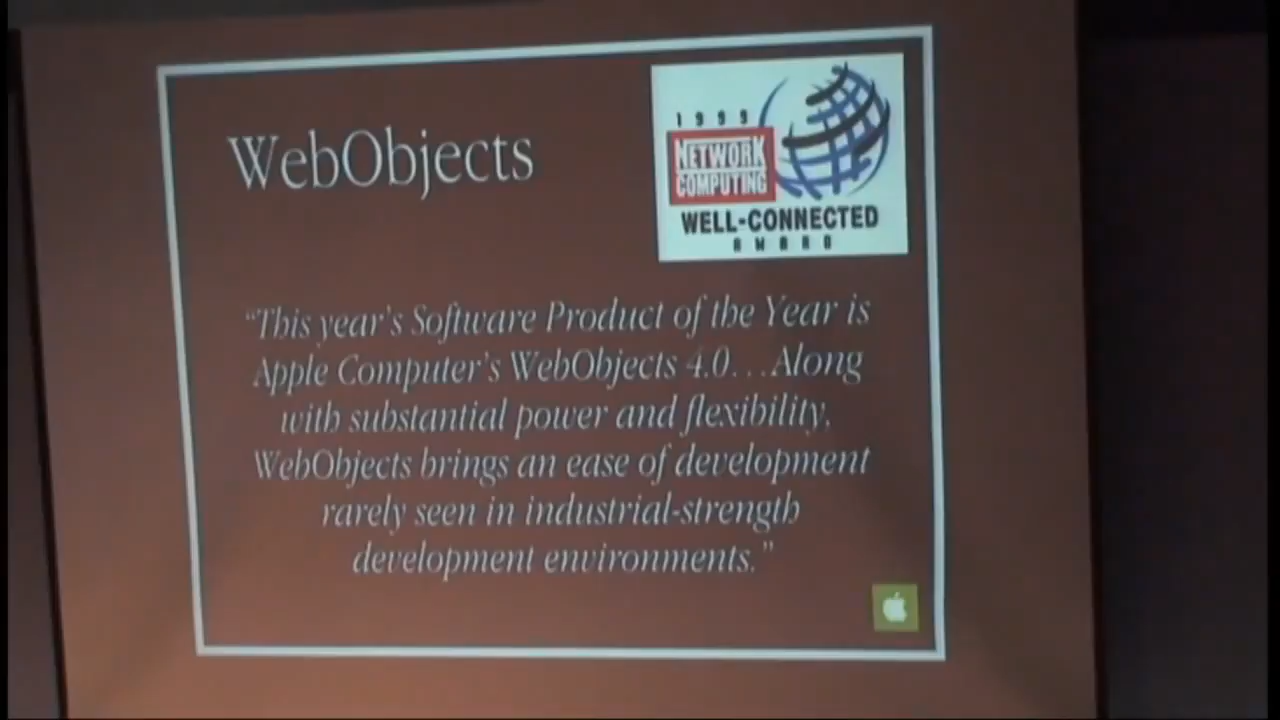 WebObjects
1999
NETWORK
COMPUTING
WELL-CONNECTED
AWARD
“This year’s Software Product of the Year is
Apple Computer’s WebObjects 4.0…Along
with substantial power and flexibility,
WebObjects brings an ease of development
rarely seen in industrial-strength
development environments.”